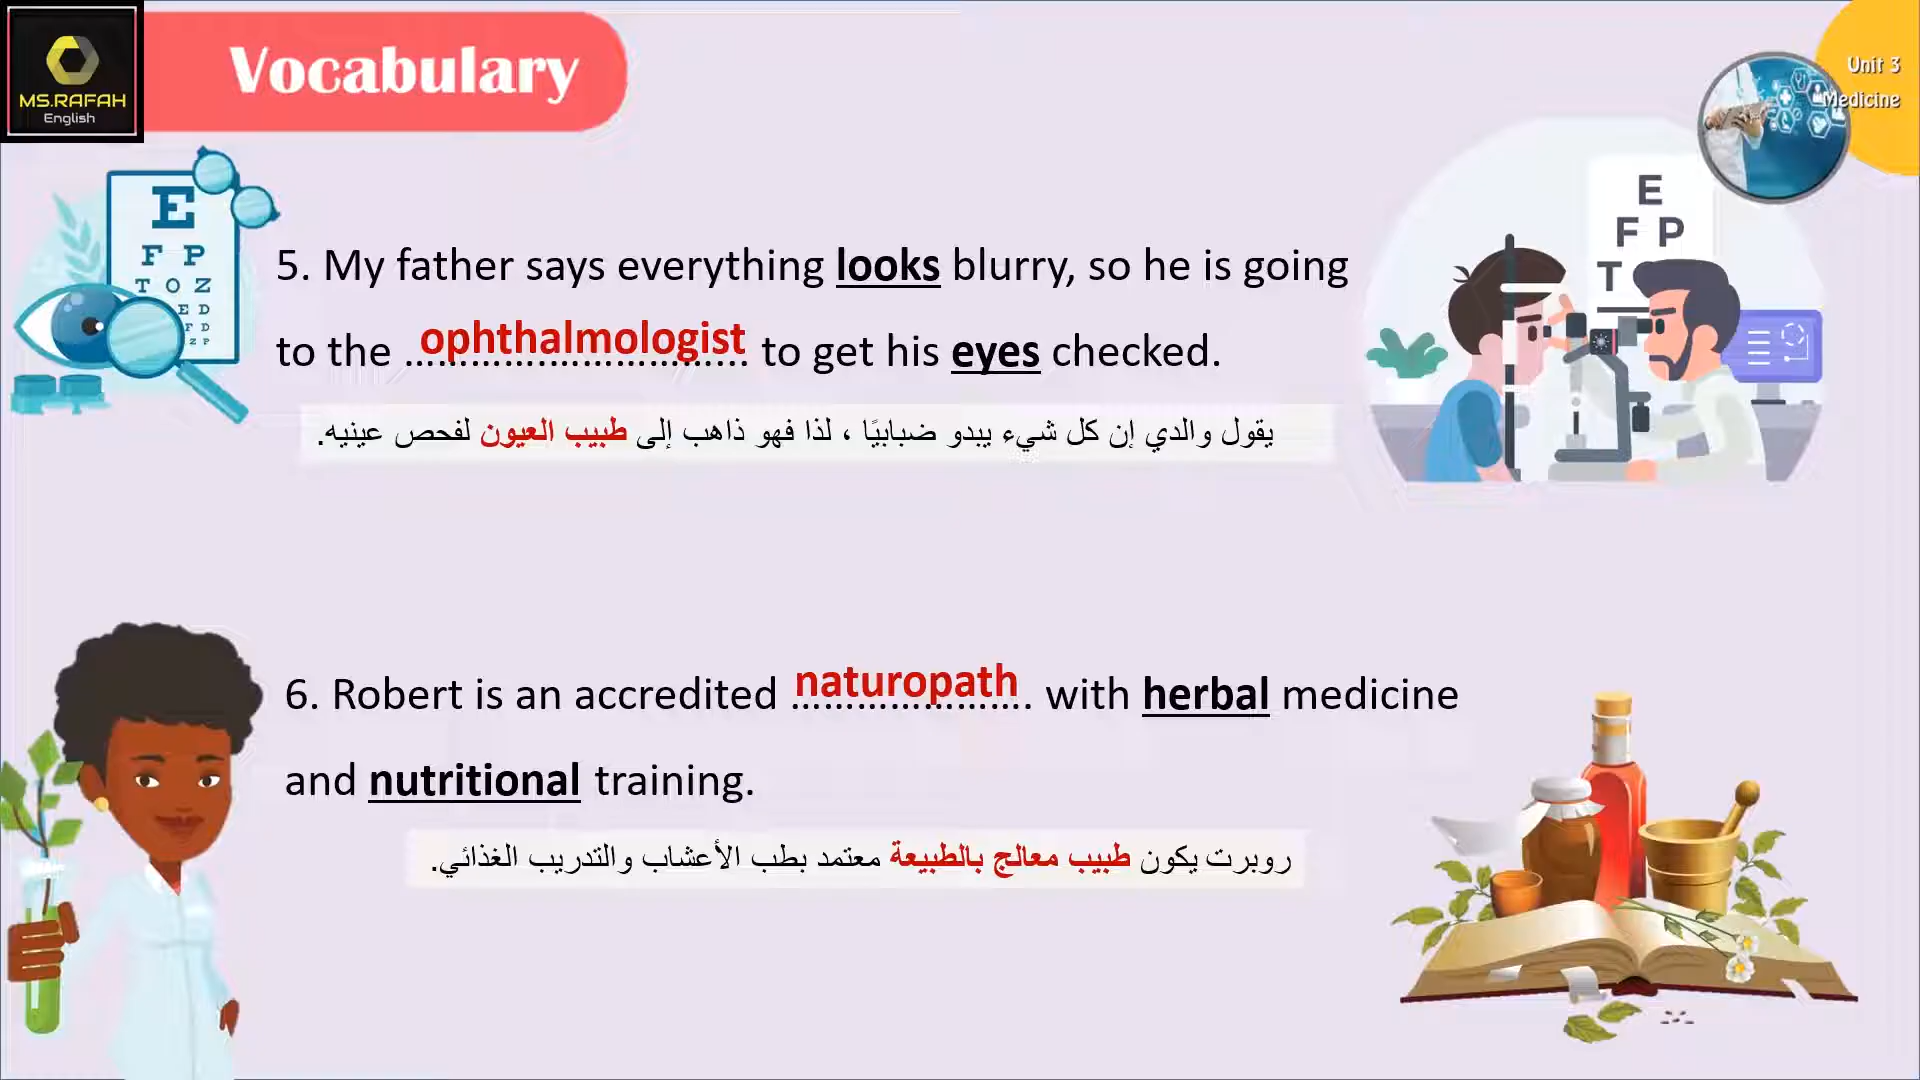 MS.RAFAH
English
Vocabulary
Unit 3
Medicine
E
F P
T O Z
E D
F D
Z P
E
F P
T
5. My father says everything looks blurry, so he is going
to the ................................ ophthalmologist to get his eyes checked.
يقول والدي إن كل شيء يبدو ضبابيًا ، لذا فهو ذاهب إلى طبيب العيون لفحص عينيه.
6. Robert is an accredited ...................... naturopath with herbal medicine
and nutritional training.
روبرت يكون طبيب معالج بالطبيعة معتمد بطب الأعشاب والتدريب الغذائي.